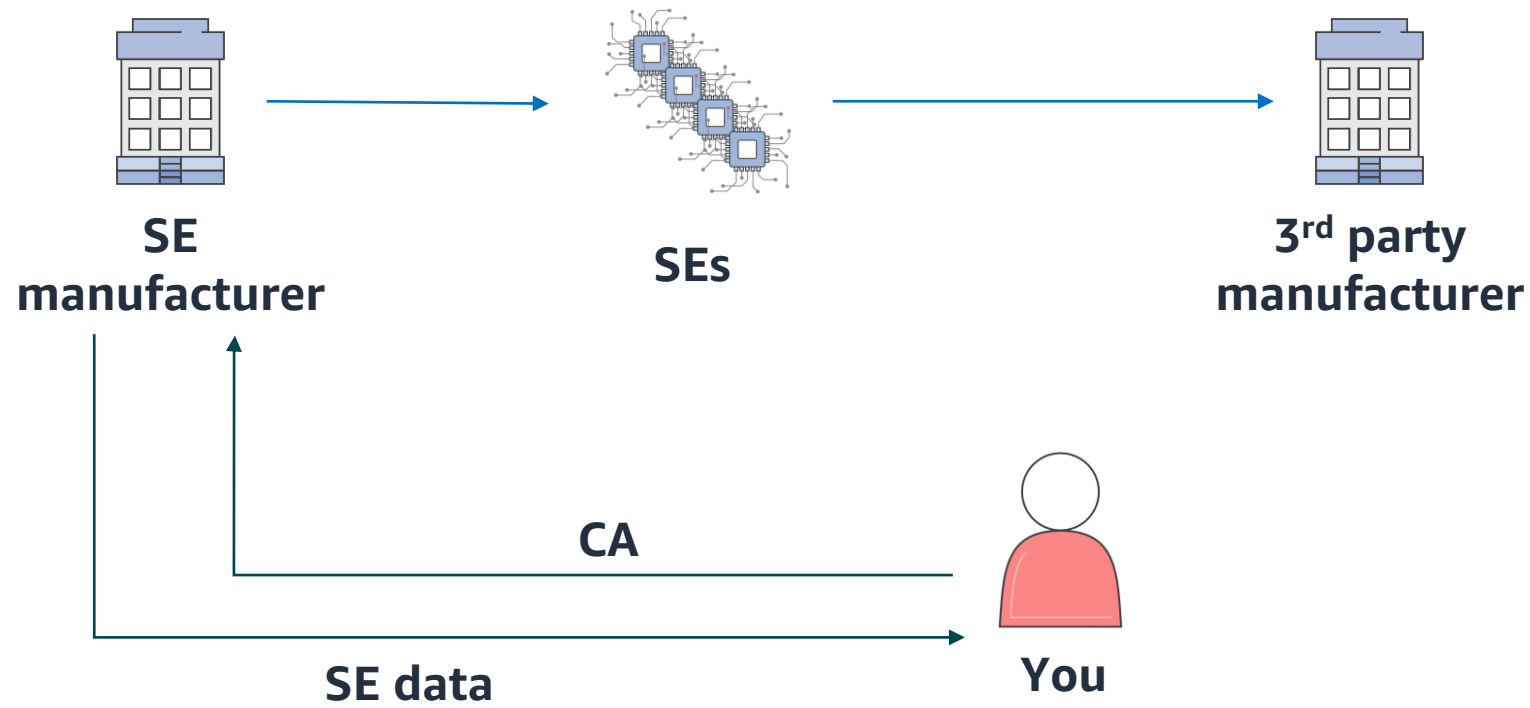 SE
manufacturer
SEs
3rd party
manufacturer
CA
SE data
You